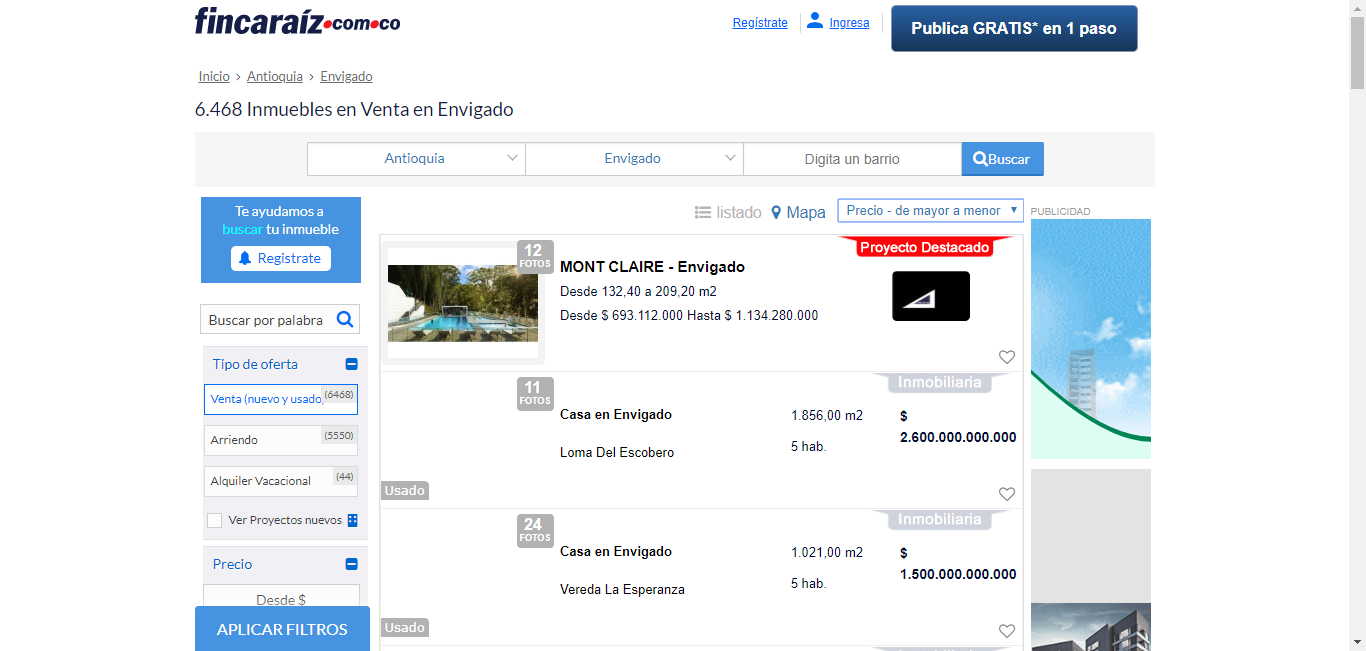 fincaraíz.com.co
Regístrate
Ingresa
Publica GRATIS* en 1 paso
Inicio › Antioquia › Envigado
6.468 Inmuebles en Venta en Envigado
Antioquia
Envigado
Digita un barrio
Buscar
Te ayudamos a
buscar tu inmueble
Registrate
listado
Mapa
Precio - de mayor a menor
PUBLICIDAD
Buscar por palabra
Tipo de oferta
Venta (nuevo y usado)
(6468)
Arriendo
(5550)
Alquiler Vacacional
(44)
Ver Proyectos nuevos
Precio
Desde $
APLICAR FILTROS
12
FOTOS
MONT CLAIRE - Envigado
Desde 132,40 a 209,20 m2
Desde $ 693.112.000 Hasta $ 1.134.280.000
Proyecto Destacado
11
FOTOS
Casa en Envigado
Loma Del Escobero
1.856,00 m2
5 hab.
Inmobiliaria
$
2.600.000.000.000
Usado
24
FOTOS
Casa en Envigado
Vereda La Esperanza
1.021,00 m2
5 hab.
Inmobiliaria
$
1.500.000.000.000
Usado
Inmobiliaria